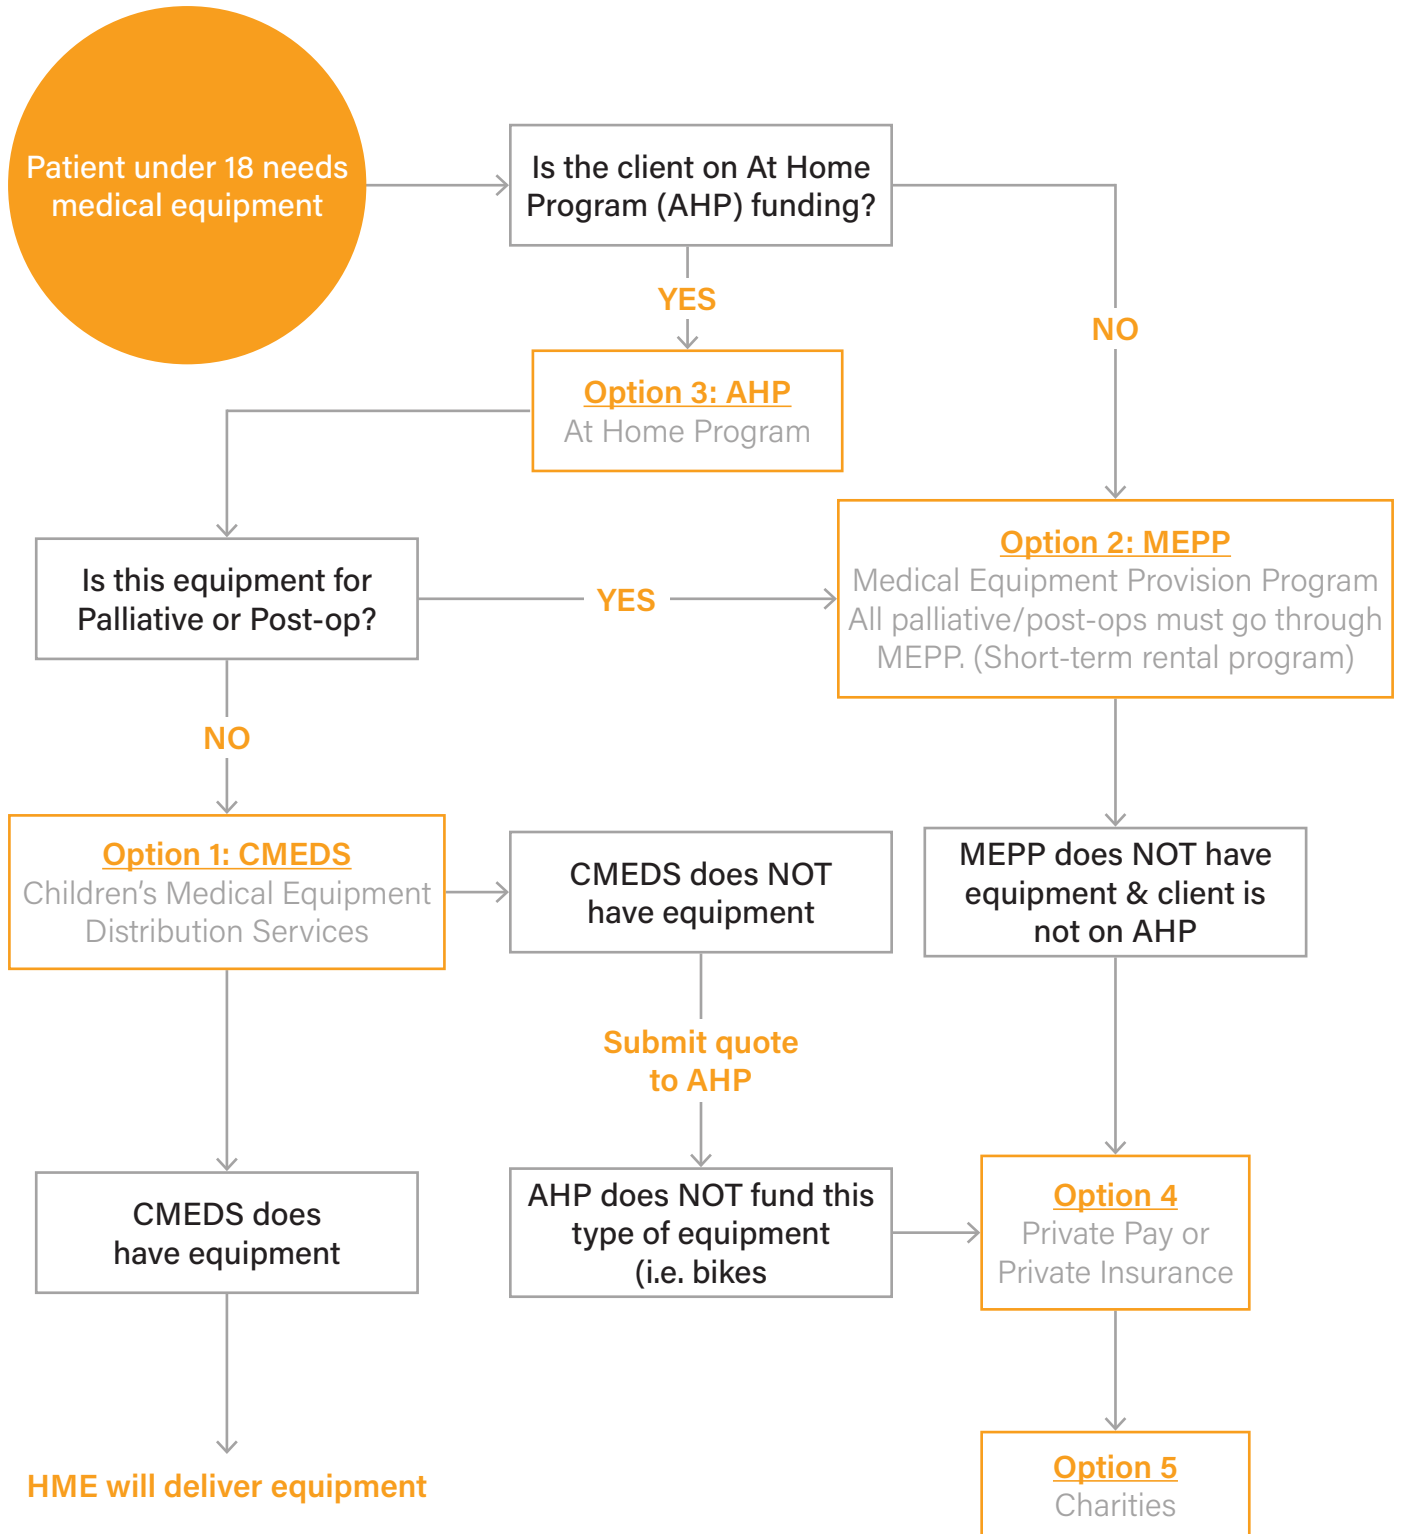 Patient under 18 needs
medical equipment
Is the client on At Home
Program (AHP) funding?
YES
NO
Option 3: AHP
At Home Program
Is this equipment for
Palliative or Post-op?
YES
Option 2: MEPP
Medical Equipment Provision Program
All palliative/post-ops must go through
MEPP. (Short-term rental program)
NO
Option 1: CMEDS
Children’s Medical Equipment
Distribution Services
CMEDS does NOT
have equipment
MEPP does NOT have
equipment & client is
not on AHP
Submit quote
to AHP
CMEDS does
have equipment
AHP does NOT fund this
type of equipment
(i.e. bikes
Option 4
Private Pay or
Private Insurance
HME will deliver equipment
Option 5
Charities